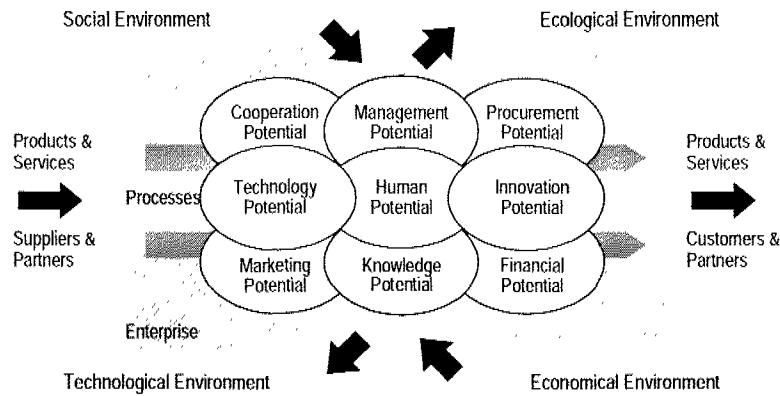 Social Environment
Ecological Environment
Cooperation
Potential
Management
Potential
Procurement
Potential
Products &
Services
Products &
Services
Processes
Technology
Potential
Human
Potential
Innovation
Potential
Suppliers &
Partners
Customers &
Partners
Marketing
Potential
Knowledge
Potential
Financial
Potential
Enterprise
Technological Environment
Economical Environment